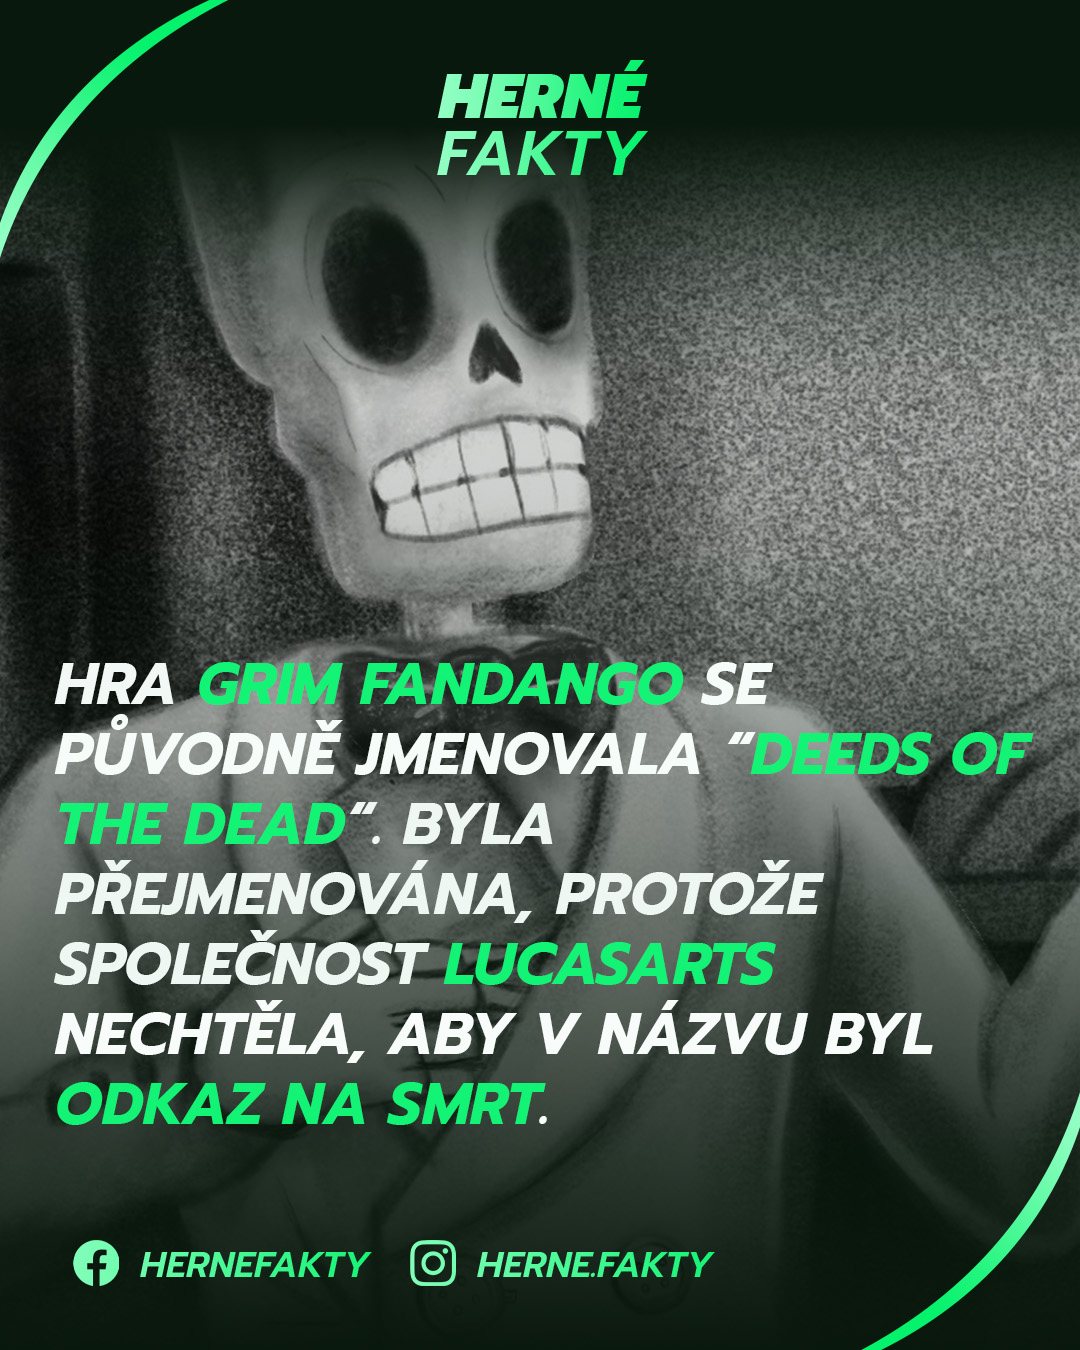 HERNÉ
FAKTY
HRA GRIM FANDANGO SE
PŮVODNĚ JMENOVALA "DEEDS OF
THE DEAD". BYLA
PŘEJMENOVÁNA, PROTOŽE
SPOLEČNOST LUCASARTS
NECHTĚLA, ABY V NÁZVU BYL
ODKAZ NA SMRT.
HERNEFAKTY HERNE.FAKTY